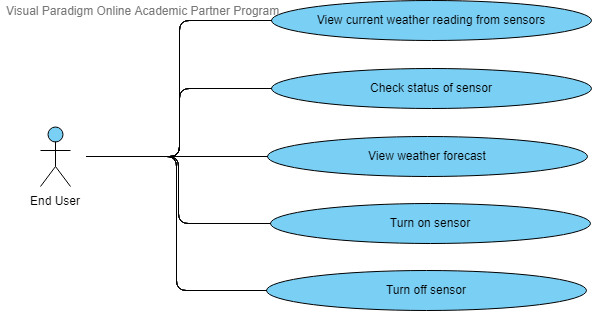 Visual Paradigm Online Academic Partner Program
View current weather reading from sensors
Check status of sensor
View weather forecast
End User
Turn on sensor
Turn off sensor